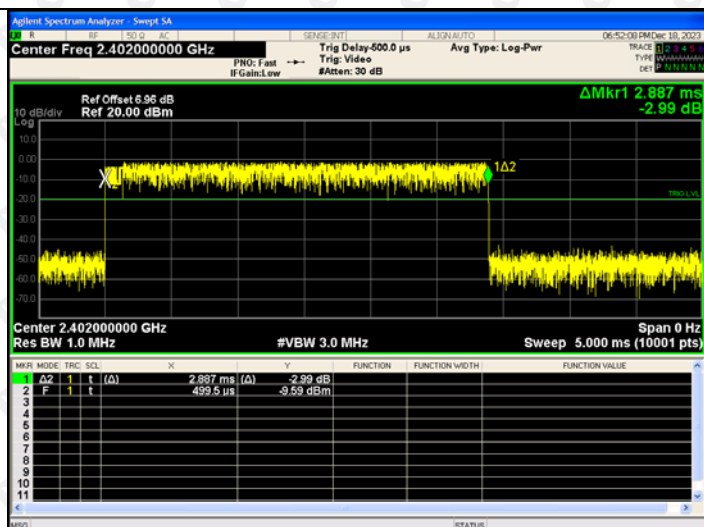 Agilent Spectrum Analyzer - Swept SA
R RF 50 Ω AC SENSE:INT ALIGN AUTO 06:52:08 PM Dec 18, 2023
Center Freq 2.402000000 GHz
Trig Delay-500.0 µs Avg Type: Log-Pwr TRACE 1 2 3 4 5 6
PNO: Fast Trig: Video TYPE
IFGain:Low #Atten: 30 dB DET P N N N N N
ΔMkr1 2.887 ms
Ref Offset 6.96 dB
10 dB/div Ref 20.00 dBm -2.99 dB
Log
10.0
0.00
1Δ2
-10.0
X2
-20.0 TRIG LVL
-30.0
-40.0
-50.0
-60.0
-70.0
Center 2.402000000 GHz Span 0 Hz
Res BW 1.0 MHz #VBW 3.0 MHz Sweep 5.000 ms (10001 pts)
MKR MODE TRC SCL X Y FUNCTION FUNCTION WIDTH FUNCTION VALUE
1 Δ2 1 t (Δ) 2.887 ms (Δ) -2.99 dB
2 F 1 t 499.5 µs -9.59 dBm
3
4
5
6
7
8
9
10
11
MSG STATUS